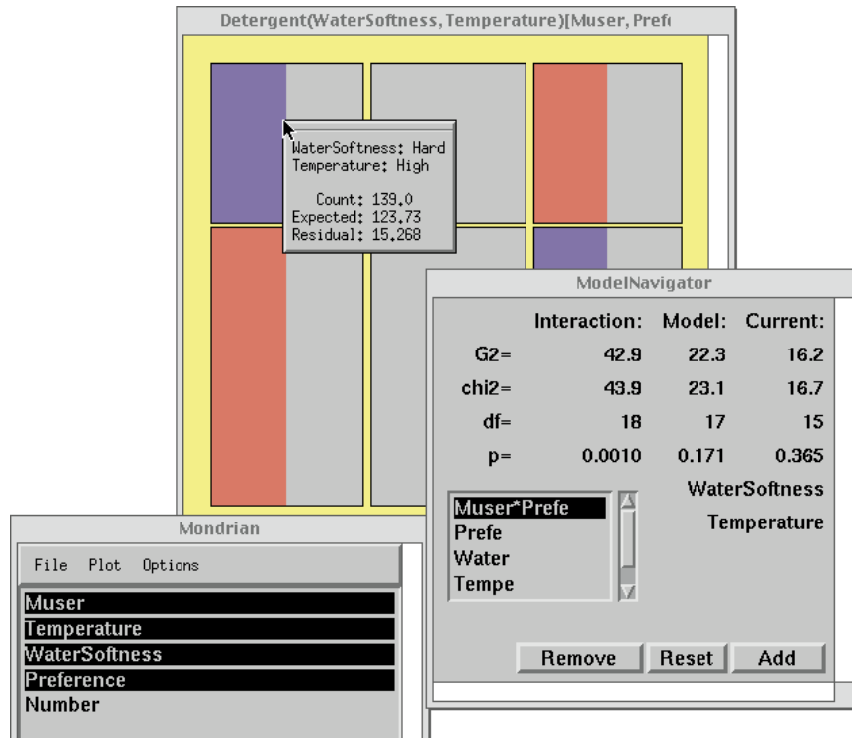 Detergent(WaterSoftness,Temperature)[Muser, Prefe
WaterSoftness: Hard
Temperature: High
Count: 139.0
Expected: 123.73
Residual: 15.268
ModelNavigator
Interaction: Model: Current:
G2= 42.9 22.3 16.2
chi2= 43.9 23.1 16.7
df= 18 17 15
p= 0.0010 0.171 0.365
WaterSoftness
Temperature
Muser*Prefe
Prefe
Water
Tempe
Remove Reset Add
Mondrian
File Plot Options
Muser
Temperature
WaterSoftness
Preference
Number